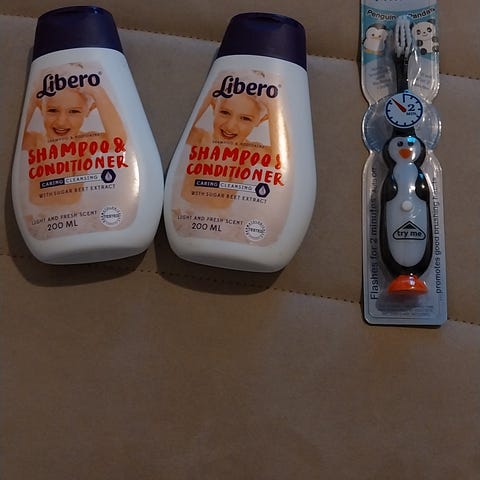 Libero
SHAMPOO &
CONDITIONER
CARING CLEANSING
WITH SUGAR BEET EXTRACT
LIGHT AND FRESH SCENT
200 ML
Libero
SHAMPOO &
CONDITIONER
CARING CLEANSING
WITH SUGAR BEET EXTRACT
LIGHT AND FRESH SCENT
200 ML
Penguin
Panda
2
MIN
Flashes for 2 minutes
try me
promotes good brushing